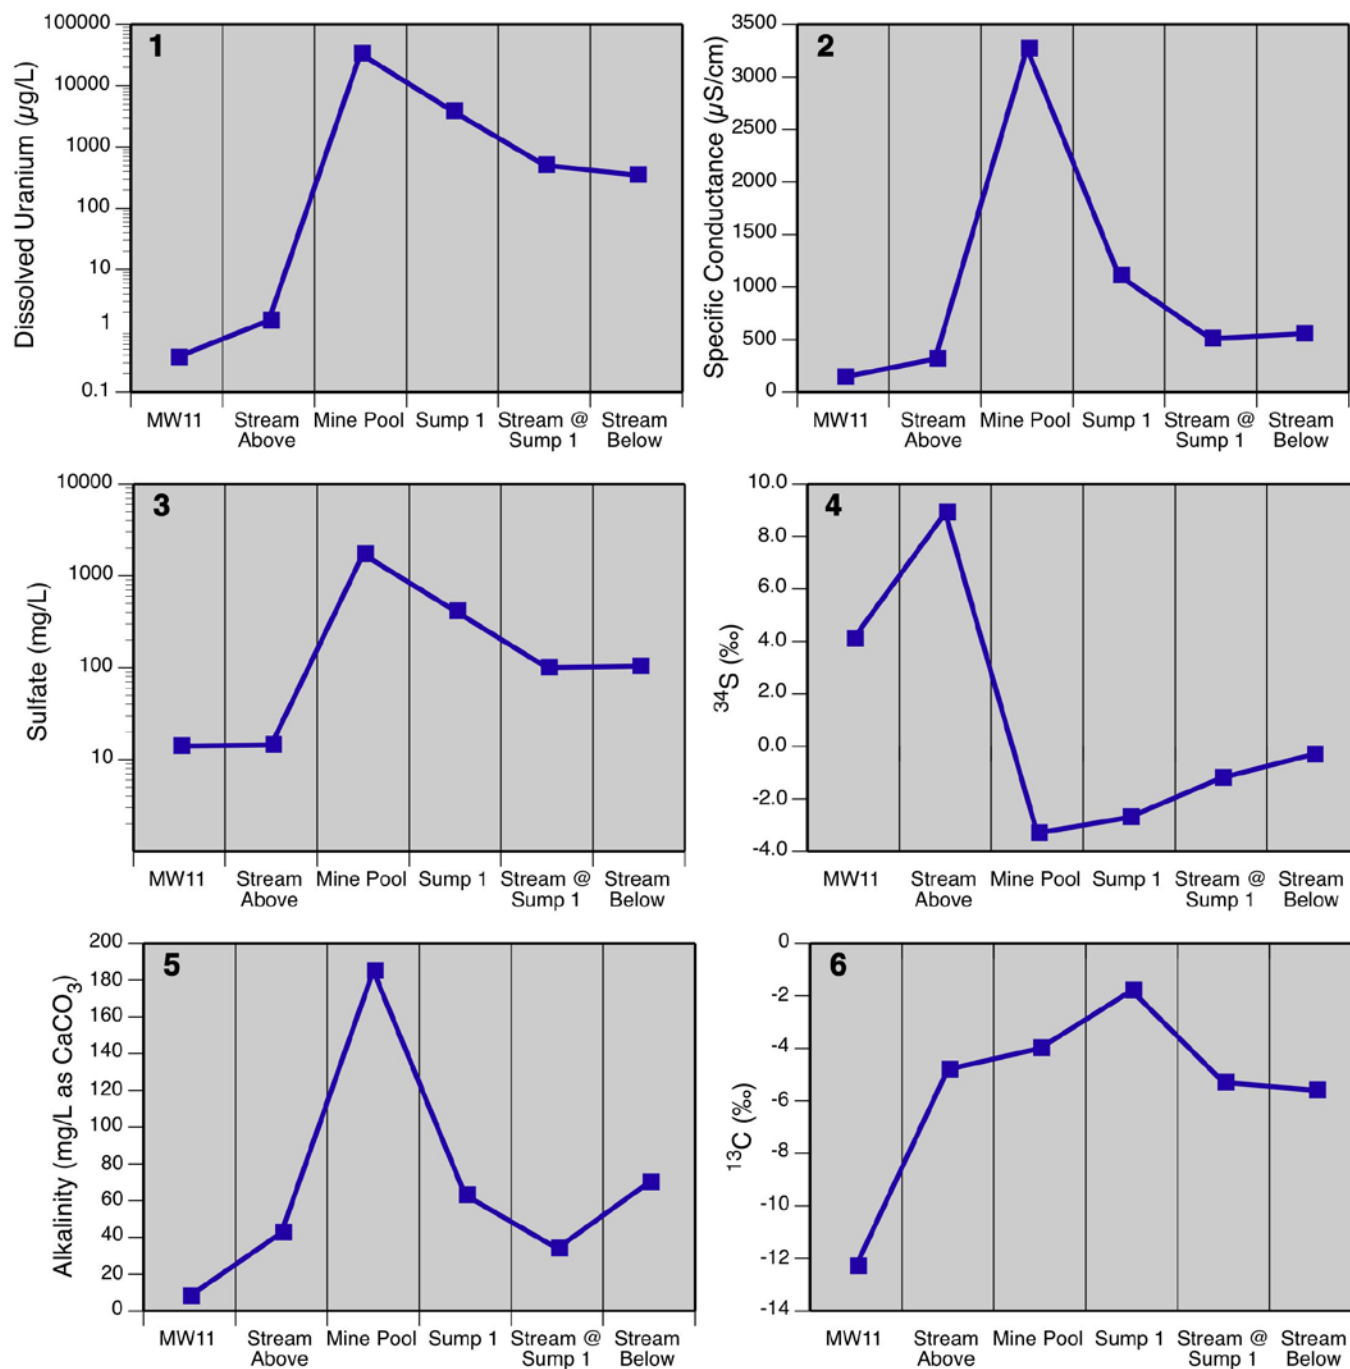 1
Dissolved Uranium (µg/L)
100000
10000
1000
100
10
1
0.1
MW11
Stream Above
Mine Pool
Sump 1
Stream @ Sump 1
Stream Below
2
Specific Conductance (µS/cm)
3500
3000
2500
2000
1500
1000
500
0
MW11
Stream Above
Mine Pool
Sump 1
Stream @ Sump 1
Stream Below
3
Sulfate (mg/L)
10000
1000
100
10
MW11
Stream Above
Mine Pool
Sump 1
Stream @ Sump 1
Stream Below
4
³⁴S (‰)
10.0
8.0
6.0
4.0
2.0
0.0
-2.0
-4.0
MW11
Stream Above
Mine Pool
Sump 1
Stream @ Sump 1
Stream Below
5
Alkalinity (mg/L as CaCO₃)
200
180
160
140
120
100
80
60
40
20
0
MW11
Stream Above
Mine Pool
Sump 1
Stream @ Sump 1
Stream Below
6
¹³C (‰)
0
-2
-4
-6
-8
-10
-12
-14
MW11
Stream Above
Mine Pool
Sump 1
Stream @ Sump 1
Stream Below